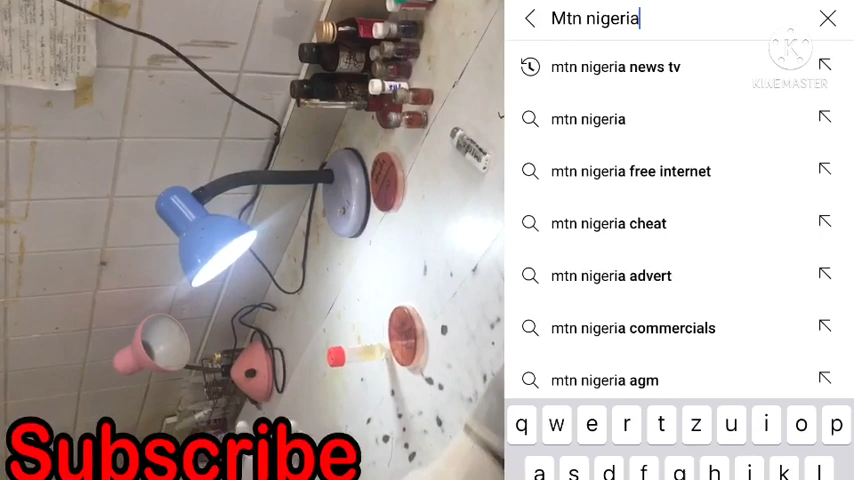 Mtn nigeria
mtn nigeria news tv
KINEMASTER
mtn nigeria
mtn nigeria free internet
mtn nigeria cheat
mtn nigeria advert
mtn nigeria commercials
mtn nigeria agm
q w e r t z u i o p
a s d f g h j k l
Subscribe